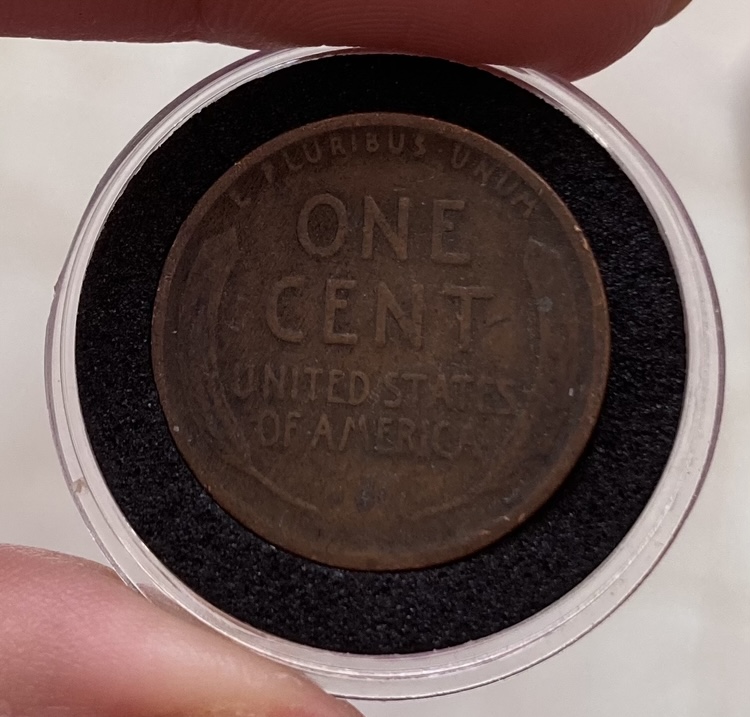 E PLURIBUS UNUM
ONE
CENT
UNITED STATES
OF AMERICA